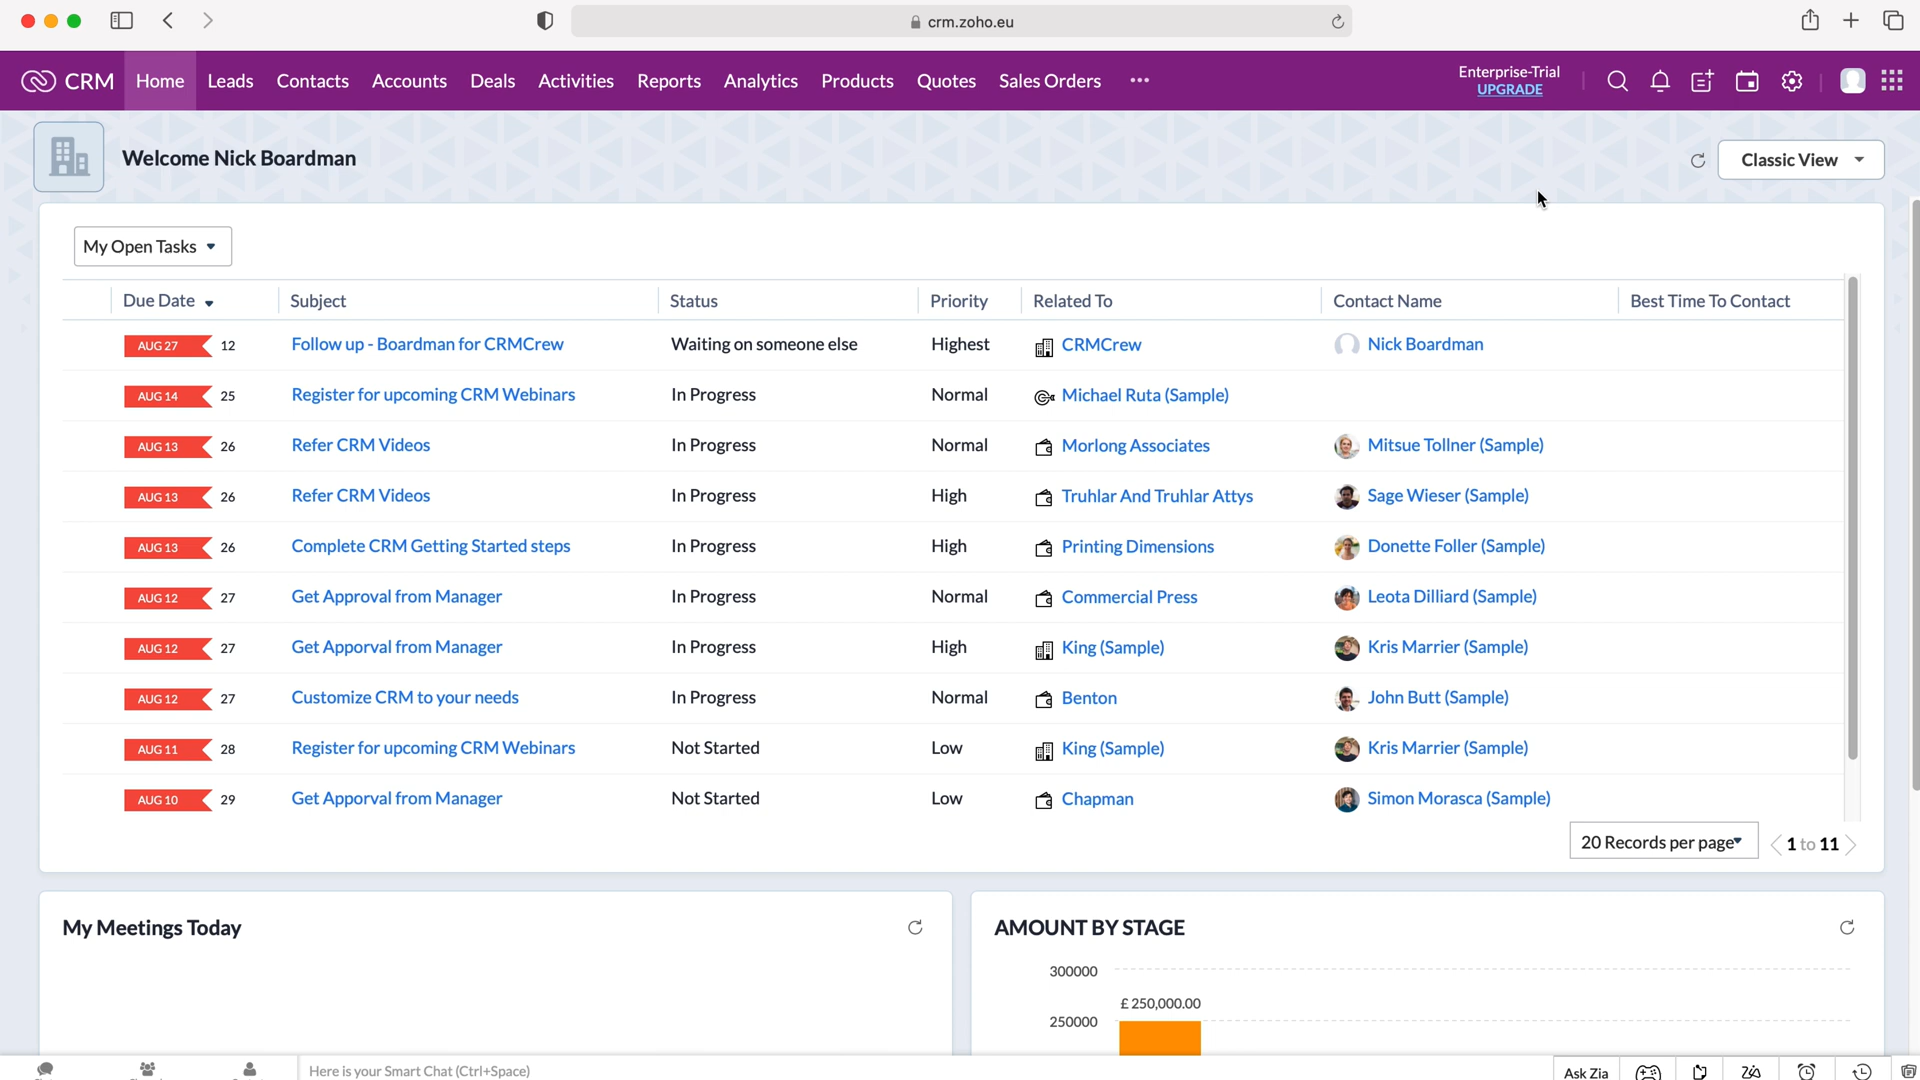 crm.zoho.eu
CRM Home Leads Contacts Accounts Deals Activities Reports Analytics Products Quotes Sales Orders ••• Enterprise-Trial
UPGRADE
Welcome Nick Boardman
Classic View
My Open Tasks
Due Date Subject Status Priority Related To Contact Name Best Time To Contact
AUG 27 12 Follow up - Boardman for CRMCrew Waiting on someone else Highest CRMCrew Nick Boardman
AUG 14 25 Register for upcoming CRM Webinars In Progress Normal Michael Ruta (Sample)
AUG 13 26 Refer CRM Videos In Progress Normal Morlong Associates Mitsue Tollner (Sample)
AUG 13 26 Refer CRM Videos In Progress High Truhlar And Truhlar Attys Sage Wieser (Sample)
AUG 13 26 Complete CRM Getting Started steps In Progress High Printing Dimensions Donette Foller (Sample)
AUG 12 27 Get Approval from Manager In Progress Normal Commercial Press Leota Dilliard (Sample)
AUG 12 27 Get Apporval from Manager In Progress High King (Sample) Kris Marrier (Sample)
AUG 12 27 Customize CRM to your needs In Progress Normal Benton John Butt (Sample)
AUG 11 28 Register for upcoming CRM Webinars Not Started Low King (Sample) Kris Marrier (Sample)
AUG 10 29 Get Apporval from Manager Not Started Low Chapman Simon Morasca (Sample)
20 Records per page 1 to 11
My Meetings Today
AMOUNT BY STAGE
300000
£ 250,000.00
250000
Here is your Smart Chat (Ctrl+Space)
Ask Zia